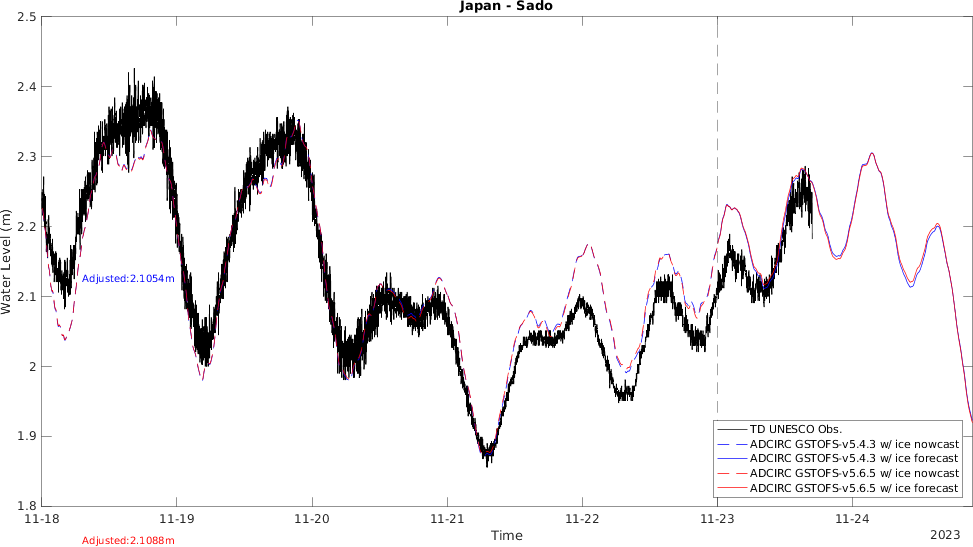 Japan - Sado
2.5
2.4
2.3
2.2
2.1
2
1.9
1.8
Water Level (m)
Adjusted:2.1054m
TD UNESCO Obs.
ADCIRC GSTOFS-v5.4.3 w/ ice nowcast
ADCIRC GSTOFS-v5.4.3 w/ ice forecast
ADCIRC GSTOFS-v5.6.5 w/ ice nowcast
ADCIRC GSTOFS-v5.6.5 w/ ice forecast
11-18 11-19 11-20 11-21 11-22 11-23 11-24
Time
2023
Adjusted:2.1088m